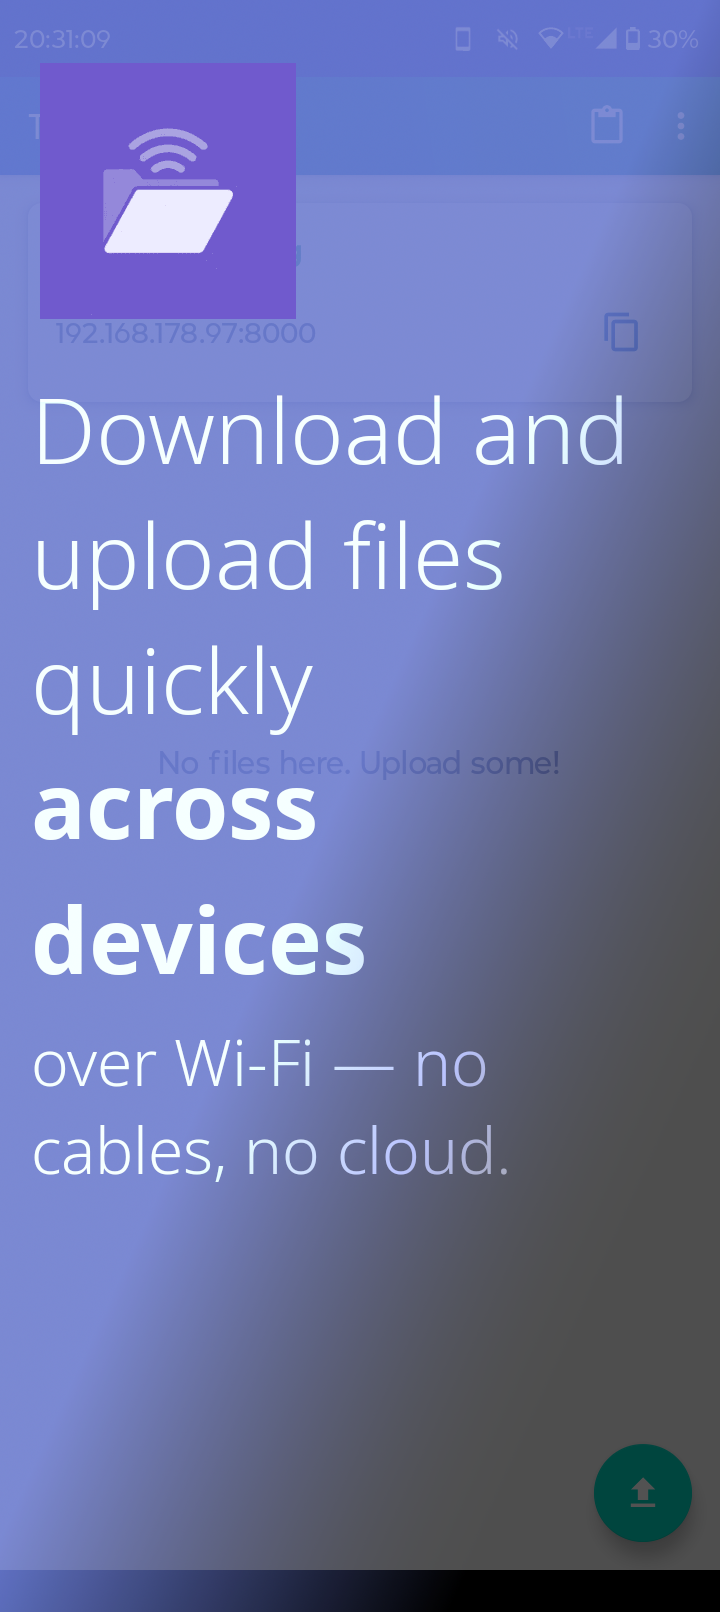 20:31:09
LTE
30%
192.168.178.97:8000
Download and
upload files
quickly
No files here. Upload some!
across
devices
over Wi-Fi — no
cables, no cloud.